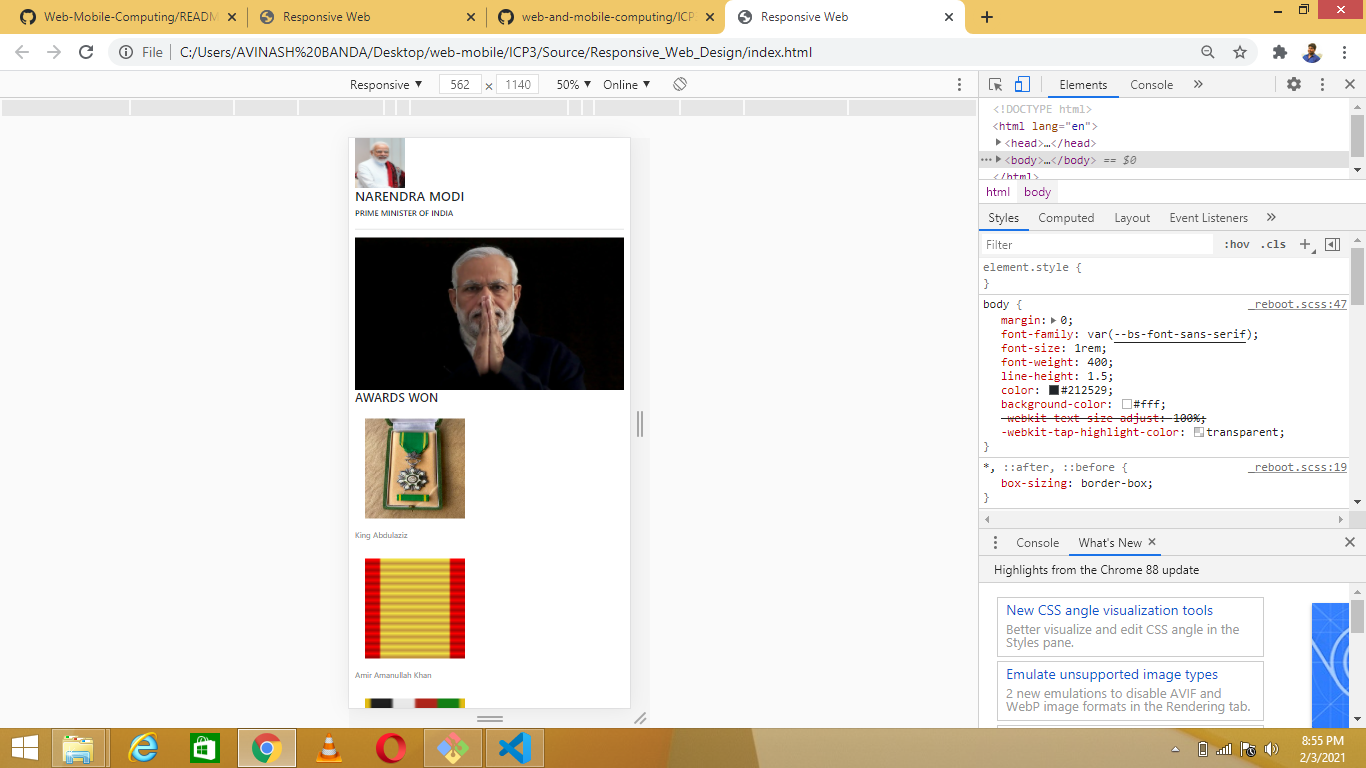 Web-Mobile-Computing/READM
Responsive Web
web-and-mobile-computing/ICP
Responsive Web
File
C:/Users/AVINASH%20BANDA/Desktop/web-mobile/ICP3/Source/Responsive_Web_Design/index.html
Responsive ▼ 562 × 1140 50% ▼ Online ▼
Elements Console »
<!DOCTYPE html>
<html lang="en">
<head>…</head>
<body>…</body> == $0
</html>
html body
Styles Computed Layout Event Listeners »
Filter :hov .cls +
element.style {
}
body { _reboot.scss:47
margin: 0;
font-family: var(--bs-font-sans-serif);
font-size: 1rem;
font-weight: 400;
line-height: 1.5;
color: #212529;
background-color: #fff;
-webkit-text-size-adjust: 100%;
-webkit-tap-highlight-color: transparent;
}
*, ::after, ::before { _reboot.scss:19
box-sizing: border-box;
}
Console What's New
Highlights from the Chrome 88 update
New CSS angle visualization tools
Better visualize and edit CSS angle in the
Styles pane.
Emulate unsupported image types
2 new emulations to disable AVIF and
WebP image formats in the Rendering tab.
NARENDRA MODI
PRIME MINISTER OF INDIA
AWARDS WON
King Abdulaziz
Amir Amanullah Khan
8:55 PM
2/3/2021